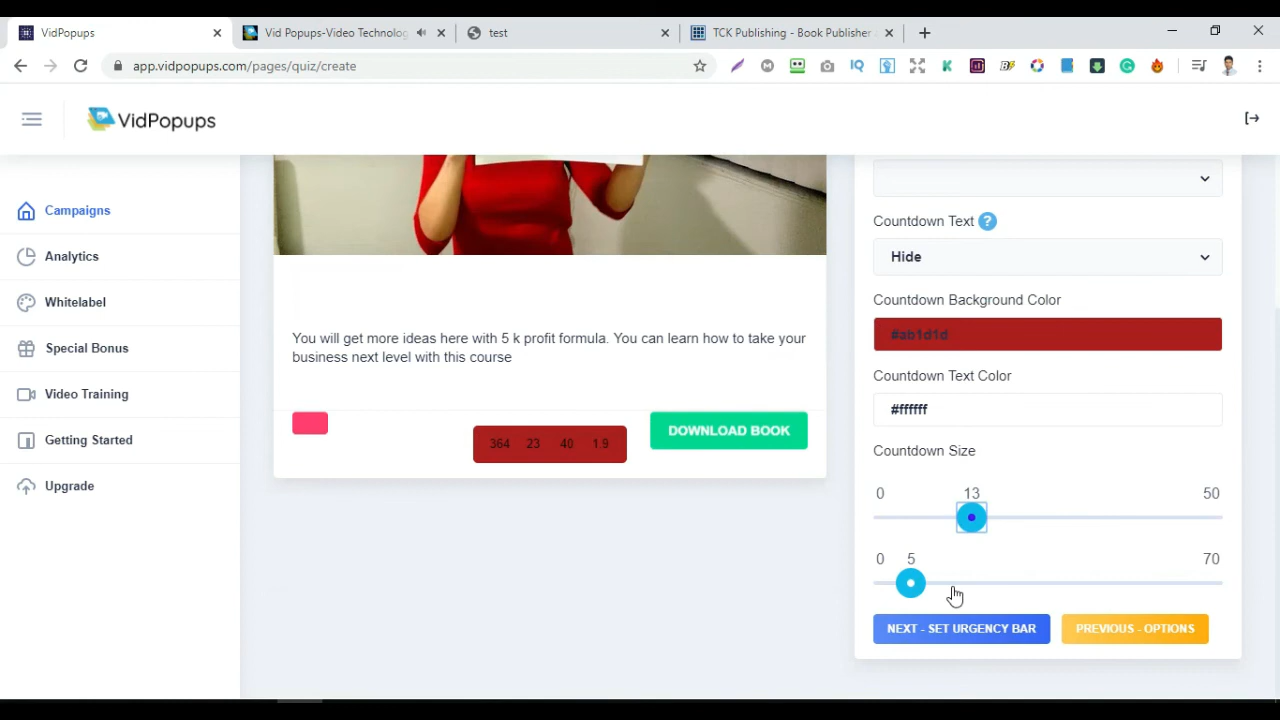 VidPopups
Vid Popups-Video Technolog
test
TCK Publishing - Book Publisher
app.vidpopups.com/pages/quiz/create
VidPopups
Campaigns
Analytics
Whitelabel
Special Bonus
Video Training
Getting Started
Upgrade
You will get more ideas here with 5 k profit formula. You can learn how to take your
business next level with this course
364 23 40 1.9
DOWNLOAD BOOK
Countdown Text ?
Hide
Countdown Background Color
#ab1d1d
Countdown Text Color
#ffffff
Countdown Size
0 13 50
0 5 70
NEXT - SET URGENCY BAR
PREVIOUS - OPTIONS